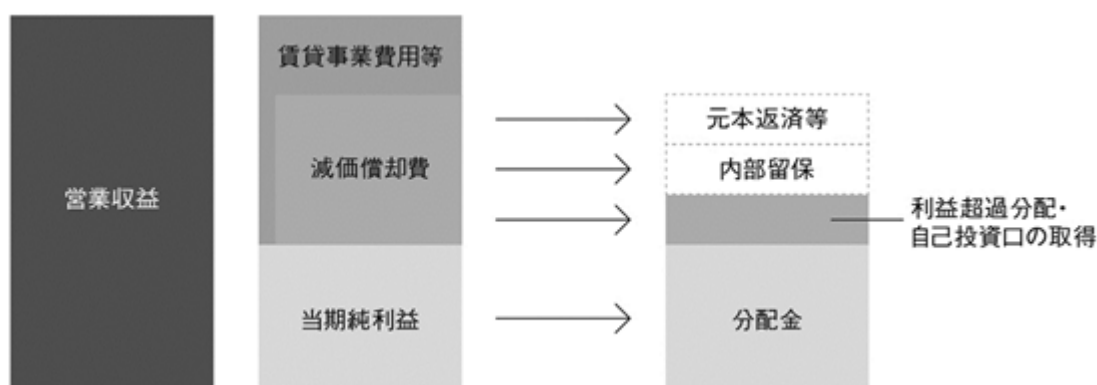 賃貸事業費用等
減価償却費
営業収益
当期純利益
元本返済等
内部留保
利益超過分配・
自己投資口の取得
分配金